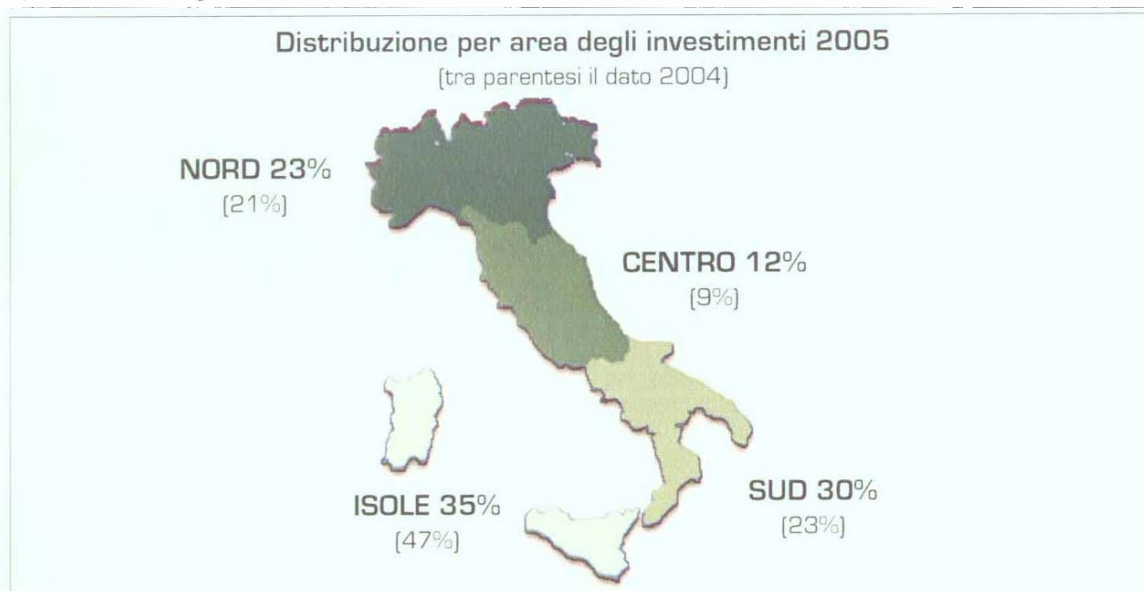 Distribuzione per area degli investimenti 2005
(tra parentesi il dato 2004)
NORD 23%
(21%)
CENTRO 12%
(9%)
ISOLE 35%
(47%)
SUD 30%
(23%)